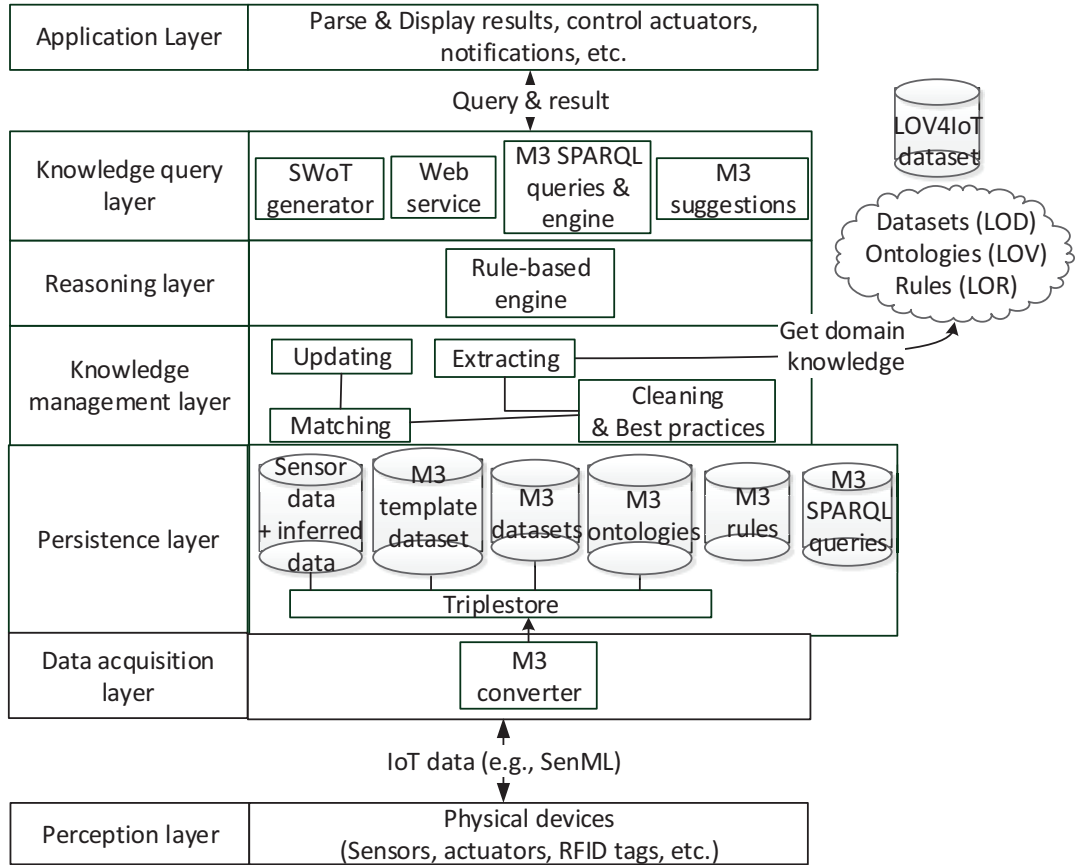 Application Layer
Parse & Display results, control actuators,
notifications, etc.
Query & result
LOV4IoT
dataset
Knowledge query
layer
SWoT
generator
Web
service
M3 SPARQL
queries &
engine
M3
suggestions
Datasets (LOD)
Ontologies (LOV)
Rules (LOR)
Reasoning layer
Rule-based
engine
Get domain
knowledge
Knowledge
management layer
Updating
Extracting
Matching
Cleaning
& Best practices
Persistence layer
Sensor
data
+ inferred
data
M3
template
dataset
M3
datasets
M3
ontologies
M3
rules
M3
SPARQL
queries
Triplestore
Data acquisition
layer
M3
converter
IoT data (e.g., SenML)
Perception layer
Physical devices
(Sensors, actuators, RFID tags, etc.)